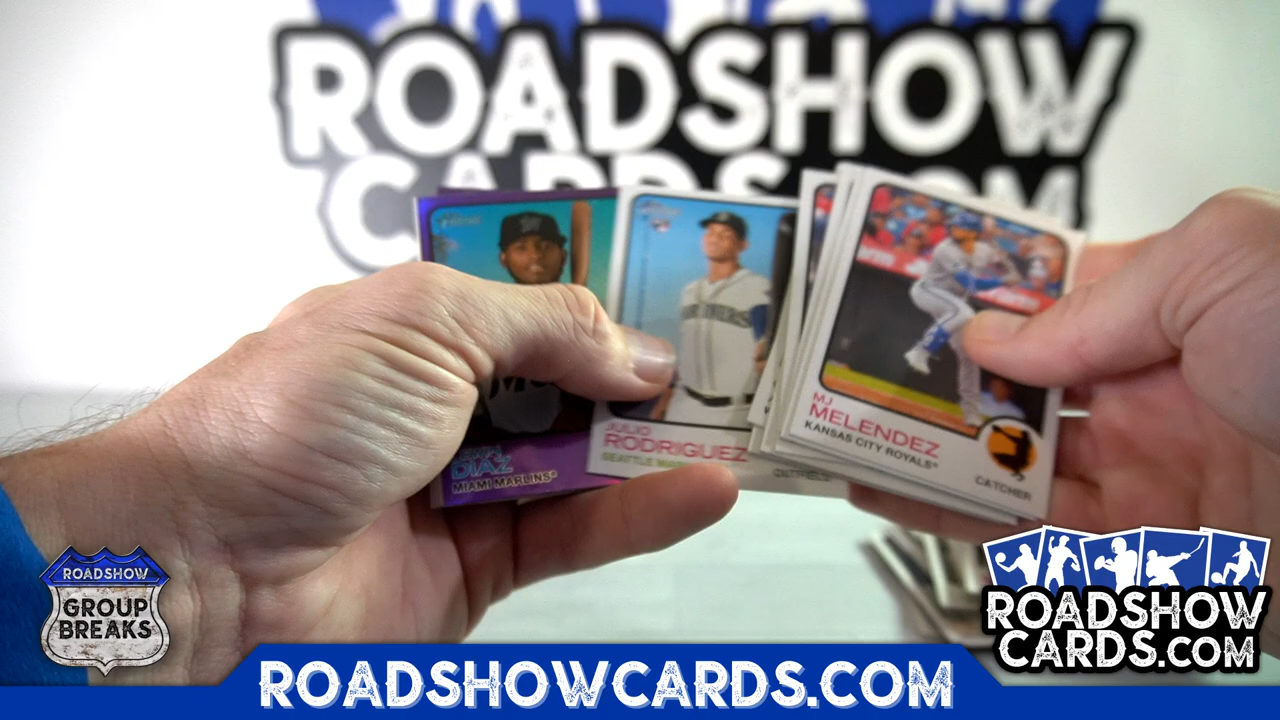 ROADSHOW
CARDS.COM
DIAZ
MIAMI MARLINS®
JULIO
RODRIGUEZ
SEATTLE
MJ
MELENDEZ
KANSAS CITY ROYALS®
CATCHER
OUTFIELD
ROADSHOW
GROUP
BREAKS
ROADSHOWCARDS.COM
ROADSHOW
CARDS.COM